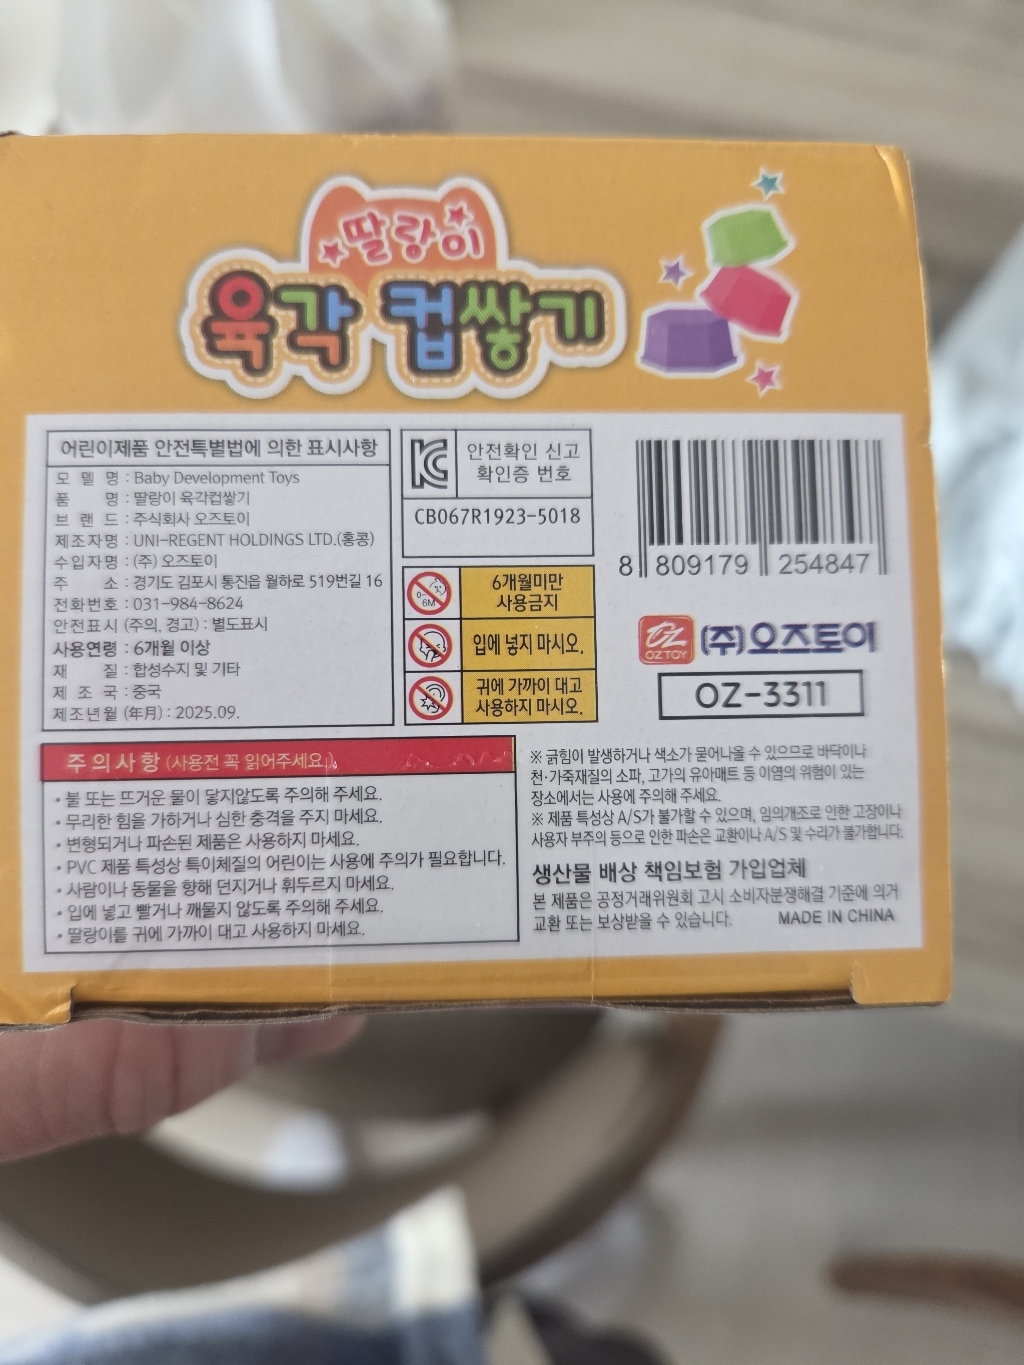 딸랑이
육각 컵쌓기
어린이제품 안전특별법에 의한 표시사항
모 델 명 : Baby Development Toys
품 명 : 딸랑이 육각컵쌓기
브 랜 드 : 주식회사 오즈토이
제조자명 : UNI-REGENT HOLDINGS LTD.(홍콩)
수입자명 : (주) 오즈토이
주 소 : 경기도 김포시 통진읍 월하로 519번길 16
전화번호 : 031-984-8624
안전표시 (주의, 경고) : 별도표시
사용연령 : 6개월 이상
재 질 : 합성수지 및 기타
제 조 국 : 중국
제조년월 (年月) : 2025.09.
안전확인 신고
확인증 번호
CB067R1923-5018
0-
6M
6개월미만
사용금지
입에 넣지 마시오.
귀에 가까이 대고
사용하지 마시오.
8 809179 254847
OZ
OZ TOY
(주)오즈토이
OZ-3311
주의사항 (사용전 꼭 읽어주세요.)
• 불 또는 뜨거운 물이 닿지않도록 주의해 주세요.
• 무리한 힘을 가하거나 심한 충격을 주지 마세요.
• 변형되거나 파손된 제품은 사용하지 마세요.
• PVC 제품 특성상 특이체질의 어린이는 사용에 주의가 필요합니다.
• 사람이나 동물을 향해 던지거나 휘두르지 마세요.
• 입에 넣고 빨거나 깨물지 않도록 주의해 주세요.
• 딸랑이를 귀에 가까이 대고 사용하지 마세요.
※ 긁힘이 발생하거나 색소가 묻어나올 수 있으므로 바닥이나
천·가죽재질의 소파, 고가의 유아매트 등 이염의 위험이 있는
장소에서는 사용에 주의해 주세요.
※ 제품 특성상 A/S가 불가할 수 있으며, 임의개조로 인한 고장이나
사용자 부주의 등으로 인한 파손은 교환이나 A/S 및 수리가 불가합니다.
생산물 배상 책임보험 가입업체
본 제품은 공정거래위원회 고시 소비자분쟁해결 기준에 의거
교환 또는 보상받을 수 있습니다. MADE IN CHINA